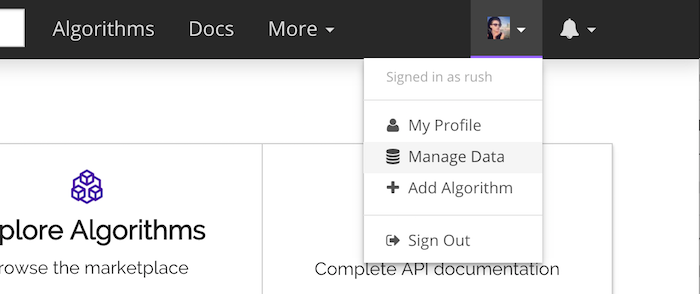 Algorithms Docs More
Signed in as rush
My Profile
Manage Data
Add Algorithm
Sign Out
plore Algorithms
rowse the marketplace
Complete API documentation